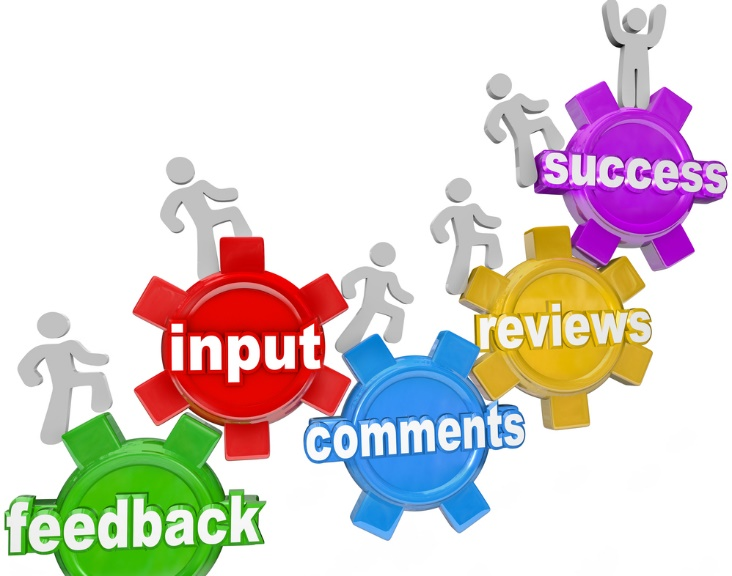 feedback
input
comments
reviews
success